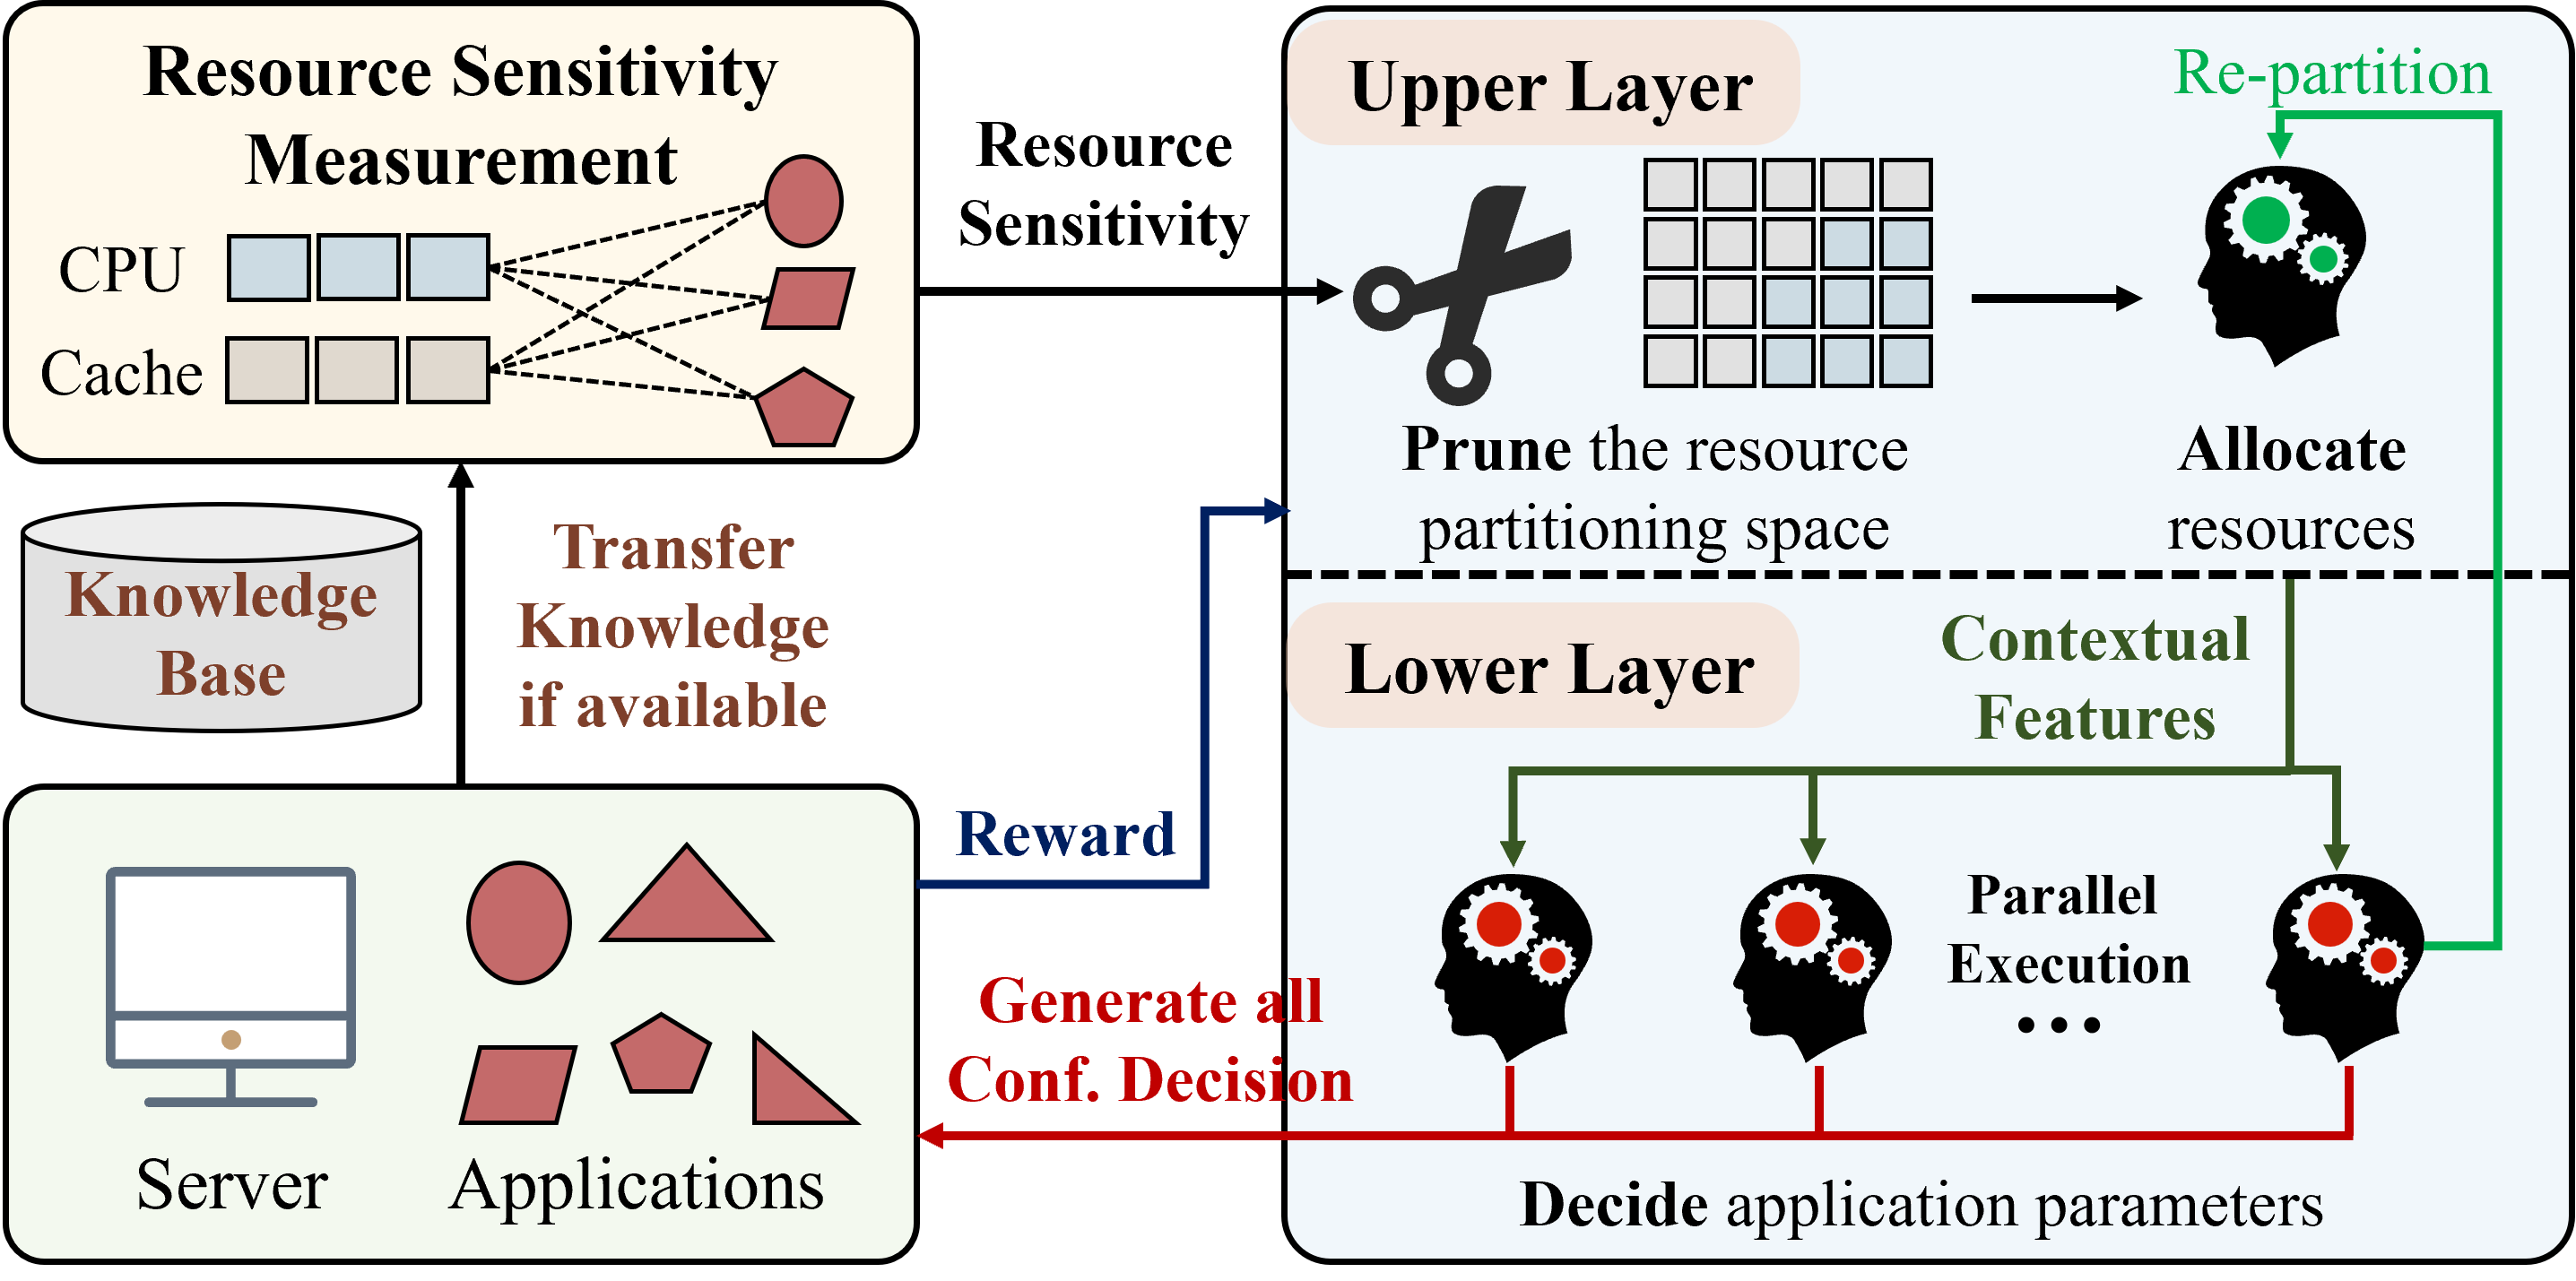 Resource Sensitivity
Measurement
CPU
Cache
Resource
Sensitivity
Upper Layer
Re-partition
Prune the resource
partitioning space
Allocate
resources
Knowledge
Base
Transfer
Knowledge
if available
Lower Layer
Contextual
Features
Reward
Parallel
Execution
...
Generate all
Conf. Decision
Server
Applications
Decide application parameters